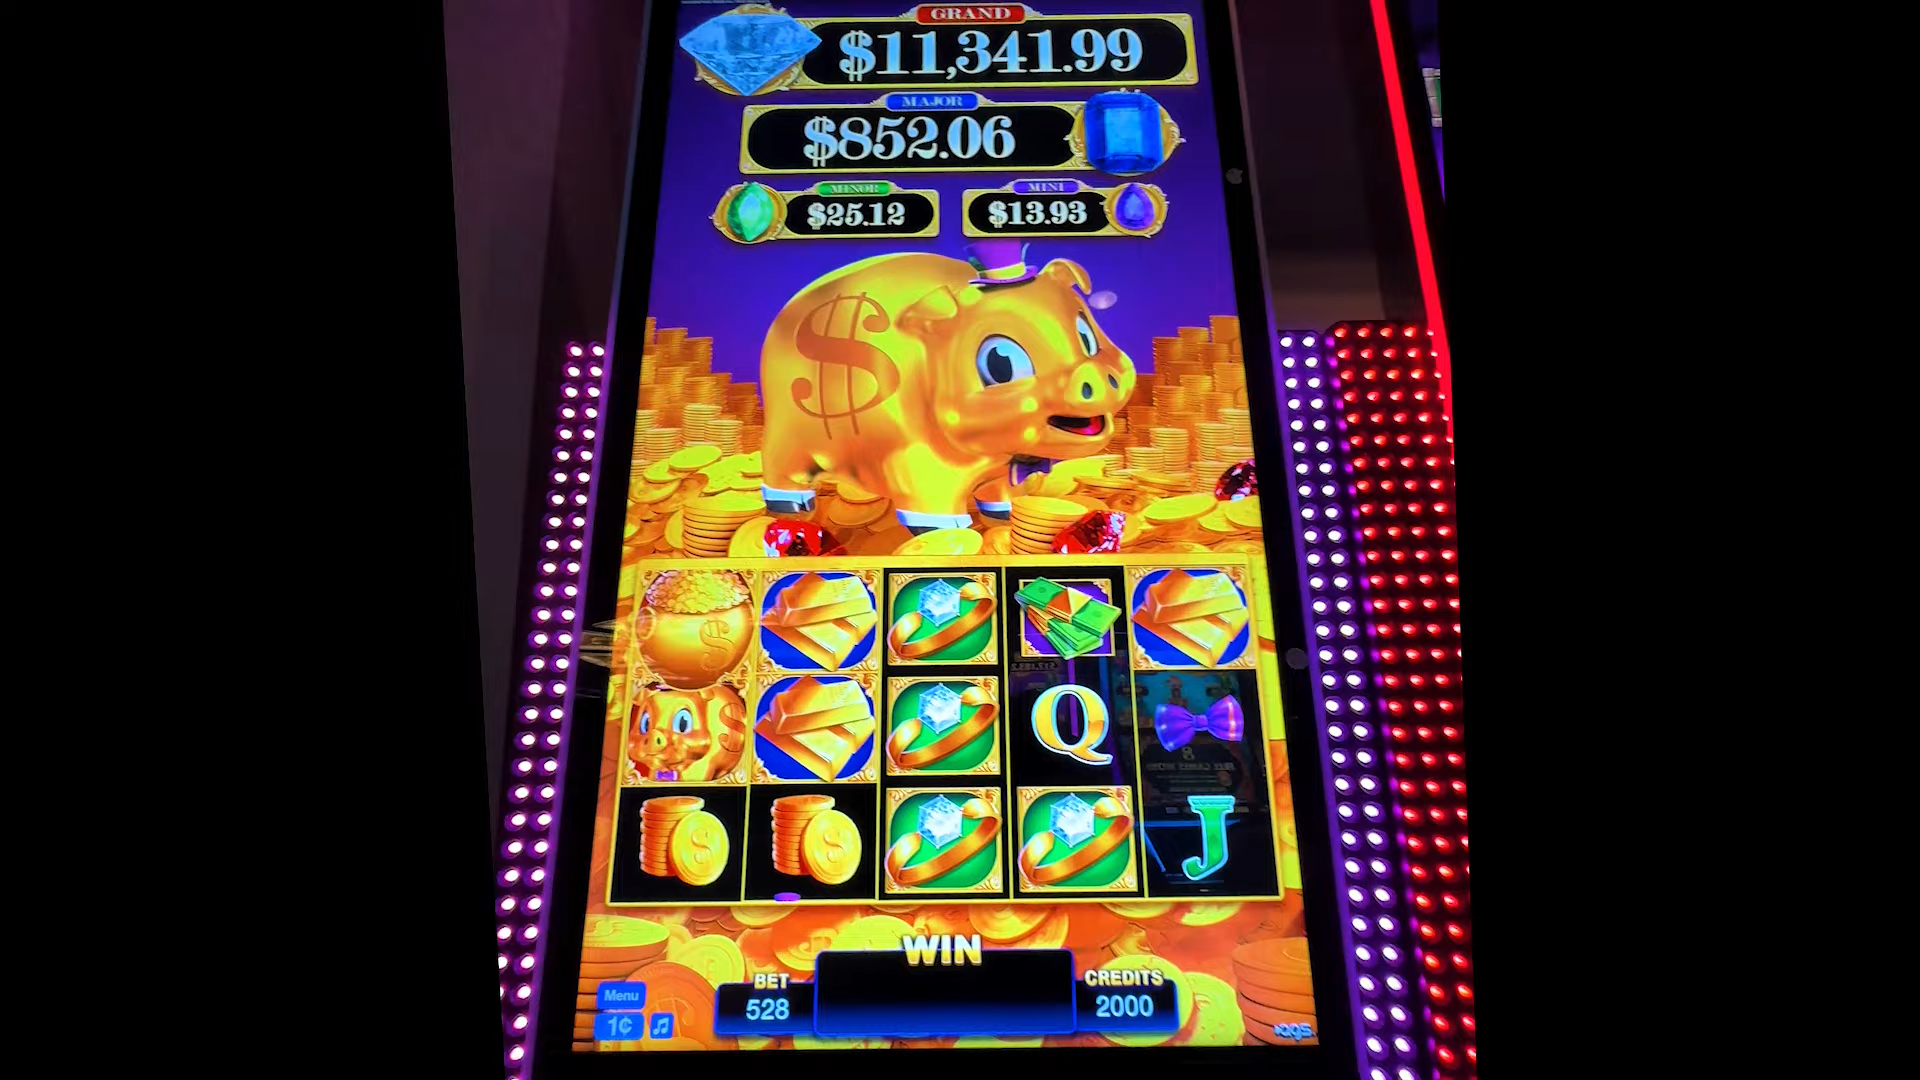 GRAND
$11,341.99
MAJOR
$852.06
MINOR
$25.12
MINI
$13.93
$
Q
J
WIN
BET
528
CREDITS
2000
Menu
1¢
AGS